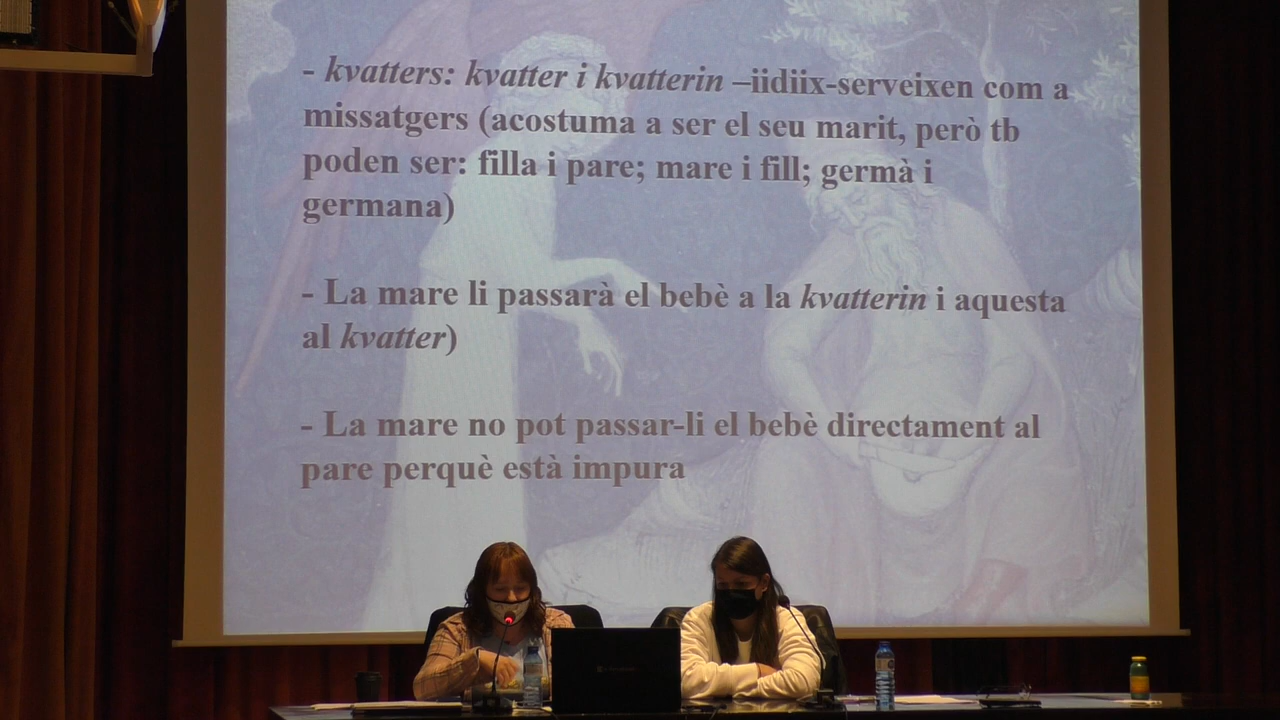 - kvatters: kvatter i kvatterin –iidiix-serveixen com a
missatgers (acostuma a ser el seu marit, però tb
poden ser: filla i pare; mare i fill; germà i
germana)
- La mare li passarà el bebè a la kvatterin i aquesta
al kvatter)
- La mare no pot passar-li el bebè directament al
pare perquè està impura